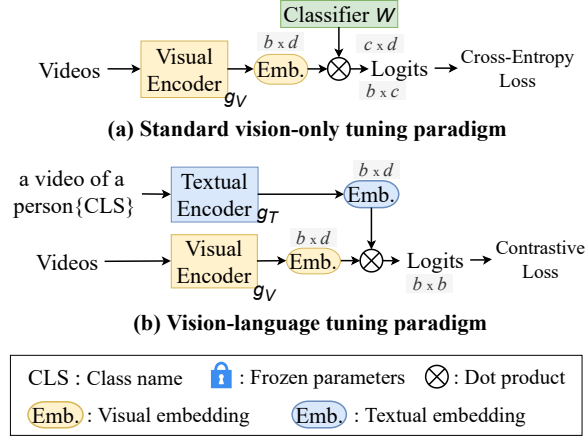 Classifier W
b x d
c x d
Videos
Visual
Encoder
g_V
Emb.
Logits
b x c
Cross-Entropy
Loss
(a) Standard vision-only tuning paradigm
a video of a
person{CLS}
Textual
Encoder
g_T
b x d
Emb.
Videos
Visual
Encoder
g_V
b x d
Emb.
Logits
b x b
Contrastive
Loss
(b) Vision-language tuning paradigm
CLS : Class name
: Frozen parameters
: Dot product
Emb. : Visual embedding
Emb. : Textual embedding